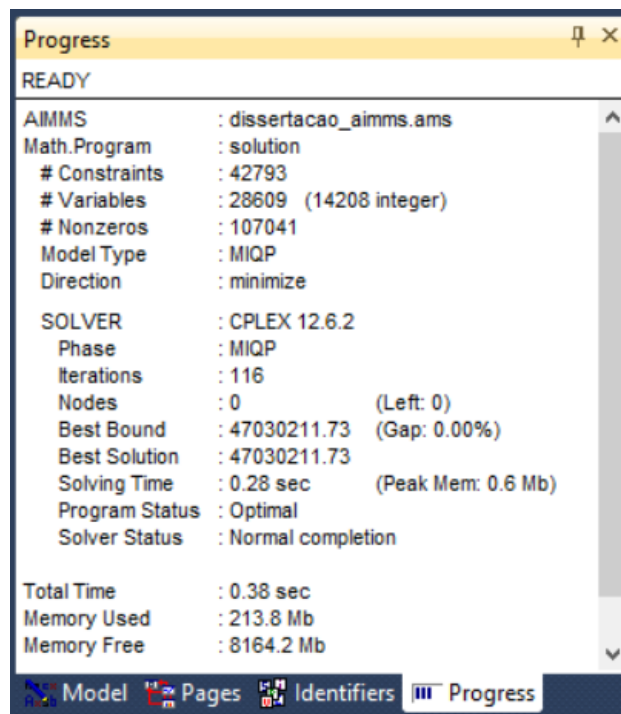 Progress
READY
AIMMS : dissertacao_aimms.ams
Math.Program : solution
# Constraints : 42793
# Variables : 28609 (14208 integer)
# Nonzeros : 107041
Model Type : MIQP
Direction : minimize
SOLVER : CPLEX 12.6.2
Phase : MIQP
Iterations : 116
Nodes : 0 (Left: 0)
Best Bound : 47030211.73 (Gap: 0.00%)
Best Solution : 47030211.73
Solving Time : 0.28 sec (Peak Mem: 0.6 Mb)
Program Status : Optimal
Solver Status : Normal completion
Total Time : 0.38 sec
Memory Used : 213.8 Mb
Memory Free : 8164.2 Mb
Model Pages Identifiers Progress